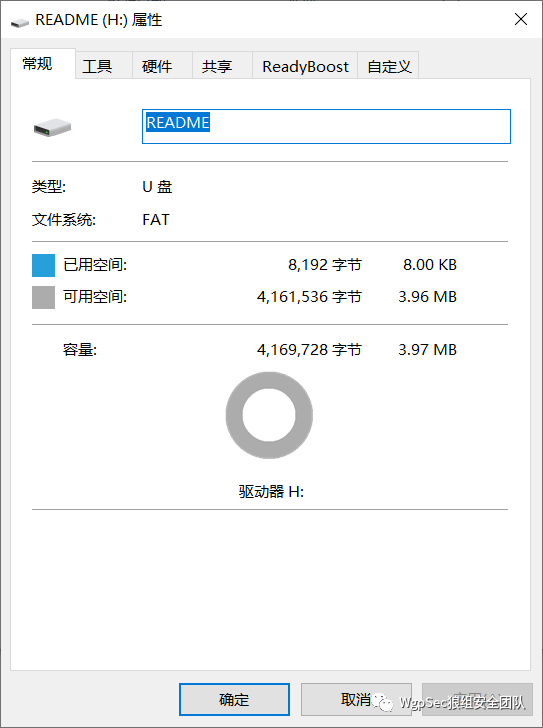 README (H:) 属性
常规 工具 硬件 共享 ReadyBoost 自定义
README
类型: U 盘
文件系统: FAT
已用空间: 8,192 字节 8.00 KB
可用空间: 4,161,536 字节 3.96 MB
容量: 4,169,728 字节 3.97 MB
驱动器 H:
确定 取消
WgpSec狼组安全团队